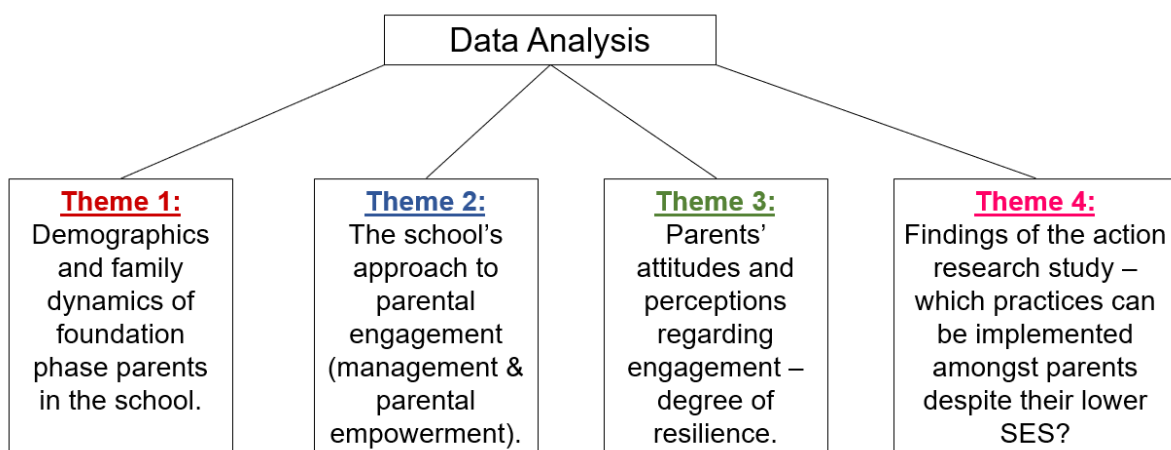 Data Analysis
Theme 1:
Demographics
and family
dynamics of
foundation
phase parents
in the school.
Theme 2:
The school’s
approach to
parental
engagement
(management &
parental
empowerment).
Theme 3:
Parents’
attitudes and
perceptions
regarding
engagement –
degree of
resilience.
Theme 4:
Findings of the action
research study –
which practices can
be implemented
amongst parents
despite their lower
SES?